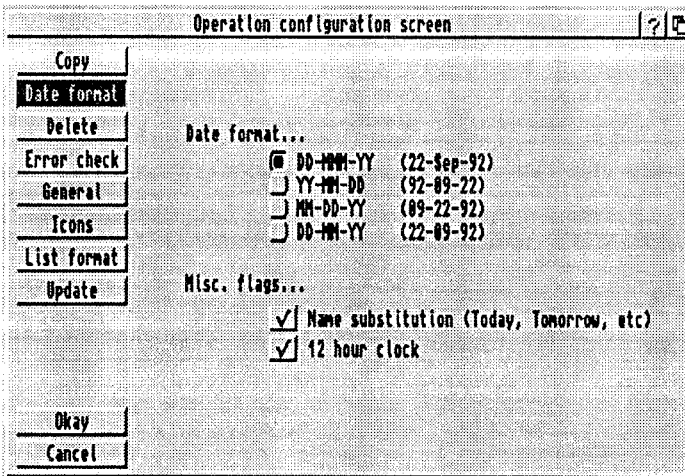 Operation configuration screen
?
Copy
Date format
Delete
Error check
General
Icons
List format
Update
Okay
Cancel
Date format...
DD-MMM-YY (22-Sep-92)
YY-MM-DD (92-09-22)
MM-DD-YY (09-22-92)
DD-MM-YY (22-09-92)
Misc. flags...
Name substitution (Today, Tomorrow, etc)
12 hour clock